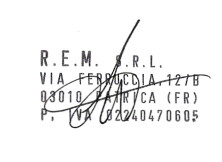 R.E.M. S.R.L.
VIA FERRUCCIA, 12/B
03010 PATRICA (FR)
P. IVA 02240470605